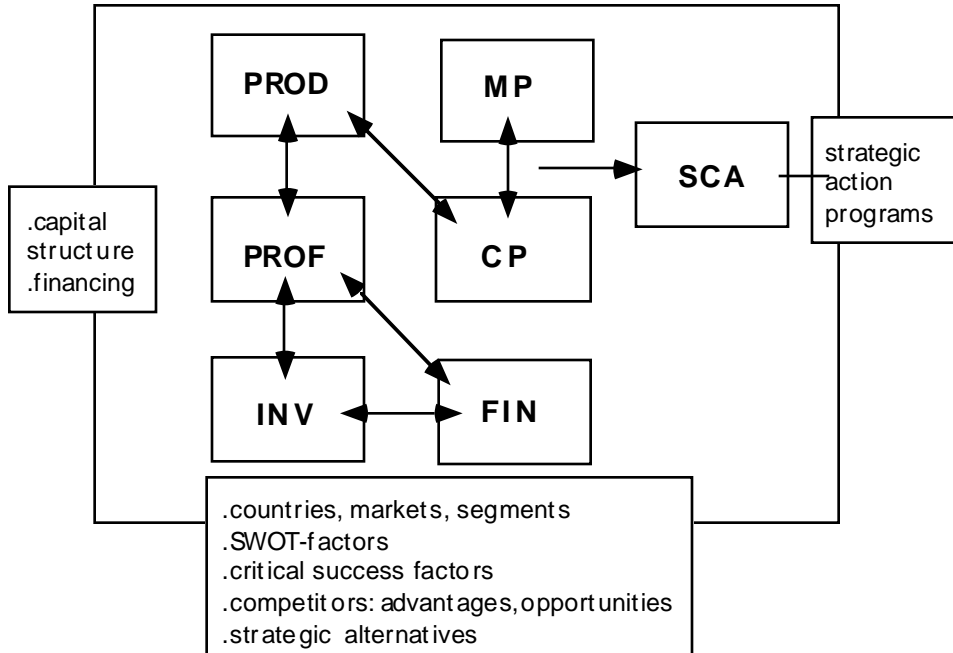 PROD
MP
SCA
strategic
action
programs
.capital
structure
.financing
PROF
CP
INV
FIN
.countries, markets, segments
.SWOT-factors
.critical success factors
.competitors: advantages,opportunities
.strategic alternatives